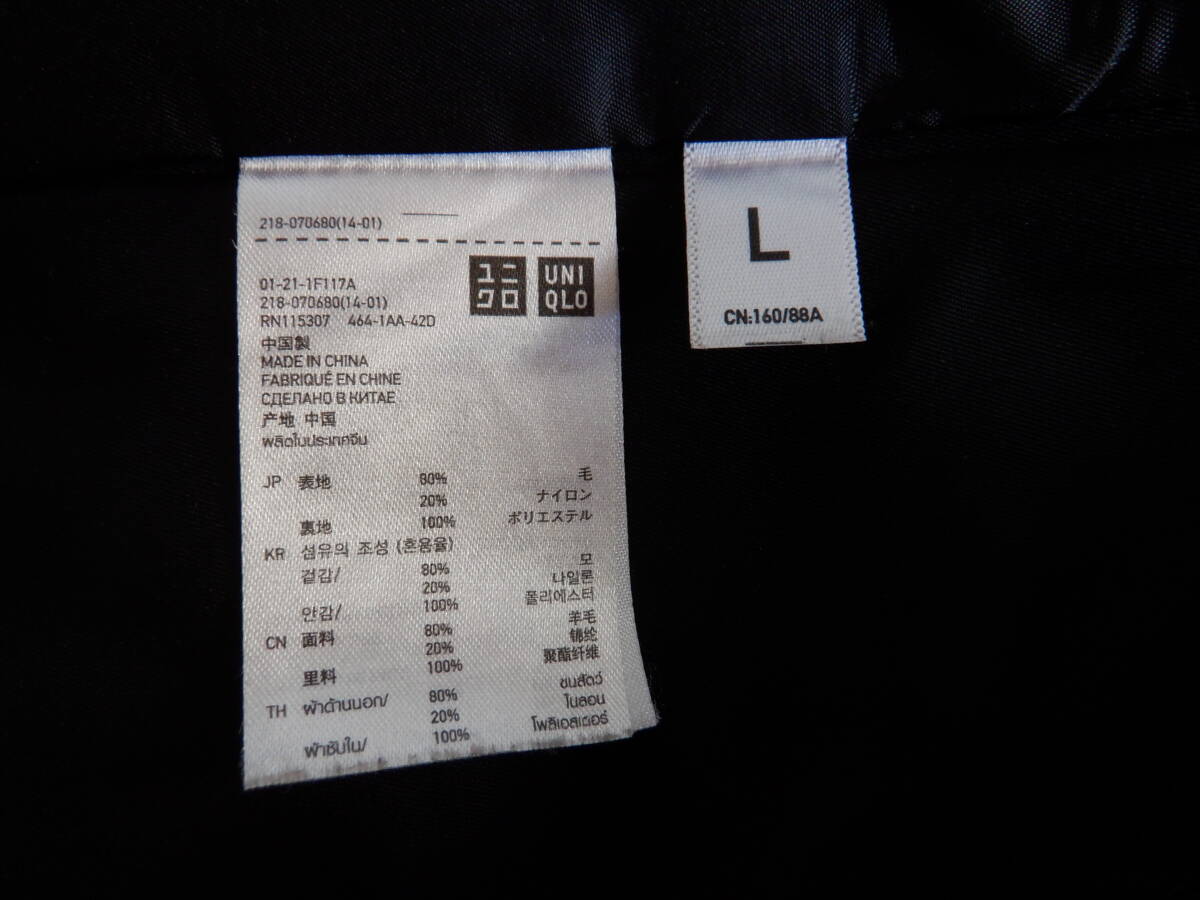 218-070680(14-01)
01-21-1F117A
218-070680(14-01)
RN115307 464-1AA-42D
ユニクロ
UNIQLO
中国製
MADE IN CHINA
FABRIQUÉ EN CHINE
СДЕЛАНО В КИТАЕ
产地 中国
ผลิตในประเทศจีน
JP 表地 80% 毛
20% ナイロン
裏地 100% ポリエステル
KR 섬유의 조성 (혼용율)
겉감/ 80% 모
20% 나일론
안감/ 100% 폴리에스터
CN 面料 80% 羊毛
20% 锦纶
里料 100% 聚酯纤维
TH ผ้าด้านนอก/ 80% ขนสัตว์
20% ไนลอน
ผ้าซับใน/ 100% โพลิเอสเตอร์
L
CN:160/88A